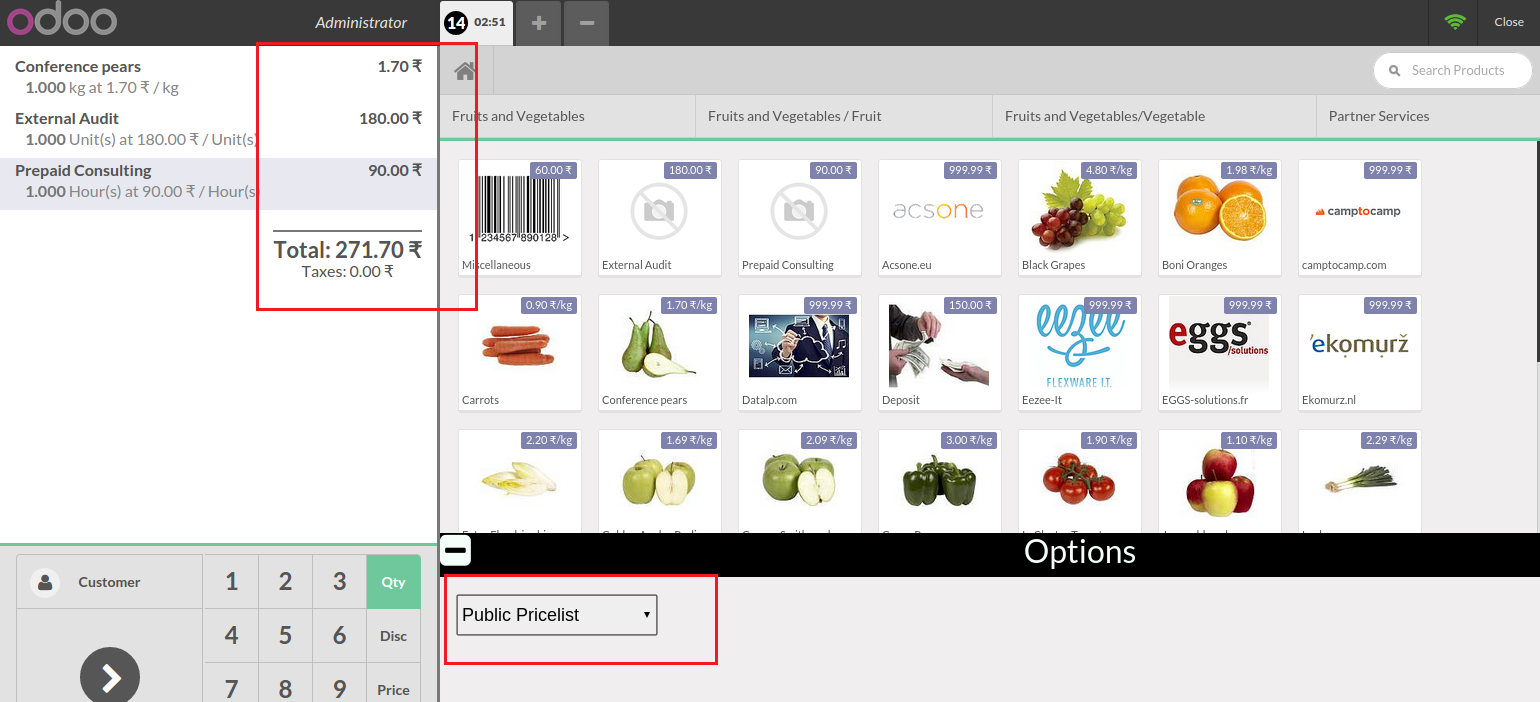 odoo
Administrator
14 02:51
+
−
Close
Conference pears 1.70 ₹
1.000 kg at 1.70 ₹ / kg
External Audit 180.00 ₹
1.000 Unit(s) at 180.00 ₹ / Unit(s)
Prepaid Consulting 90.00 ₹
1.000 Hour(s) at 90.00 ₹ / Hour(s)
Total: 271.70 ₹
Taxes: 0.00 ₹
Search Products
Fruits and Vegetables
Fruits and Vegetables / Fruit
Fruits and Vegetables/Vegetable
Partner Services
60.00 ₹
1 234567 890128 >
Miscellaneous
180.00 ₹
External Audit
90.00 ₹
Prepaid Consulting
999.99 ₹
acsone
Acsone.eu
4.80 ₹/kg
Black Grapes
1.98 ₹/kg
Boni Oranges
999.99 ₹
camptocamp
camptocamp.com
0.90 ₹/kg
Carrots
1.70 ₹/kg
Conference pears
999.99 ₹
Datalp.com
150.00 ₹
Deposit
999.99 ₹
eezee
FLEXWARE I.T.
Eezee-It
999.99 ₹
eggs
/solutions
EGGS-solutions.fr
999.99 ₹
ekomurž
Ekomurz.nl
2.20 ₹/kg
1.69 ₹/kg
2.09 ₹/kg
3.00 ₹/kg
1.90 ₹/kg
1.10 ₹/kg
2.29 ₹/kg
Options
Public Pricelist
Customer
1 2 3 Qty
4 5 6 Disc
7 8 9 Price